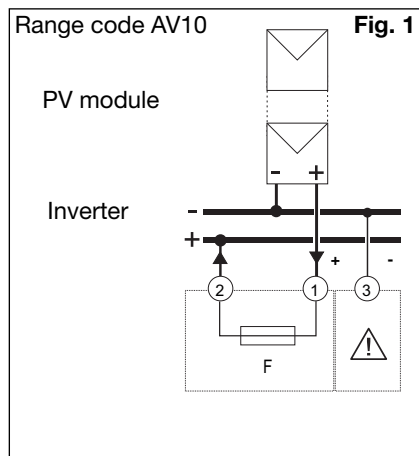 Range code AV10 Fig. 1
PV module
- +
Inverter -
+
+ -
2 1 3
F